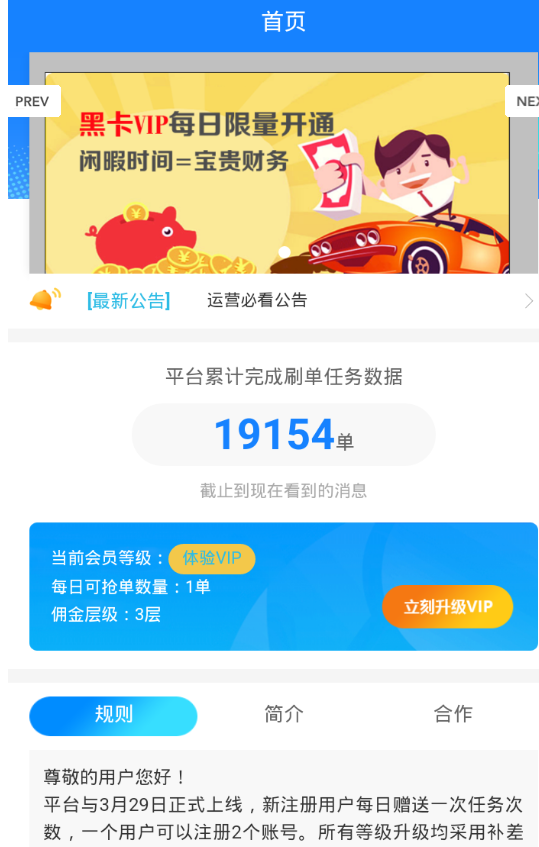 首页
PREV
NEX
黑卡VIP每日限量开通
闲暇时间=宝贵财务
[最新公告] 运营必看公告
平台累计完成刷单任务数据
19154单
截止到现在看到的消息
当前会员等级：体验VIP
每日可抢单数量：1单
佣金层级：3层
立刻升级VIP
规则 简介 合作
尊敬的用户您好！
平台与3月29日正式上线，新注册用户每日赠送一次任务次
数，一个用户可以注册2个账号。所有等级升级均采用补差